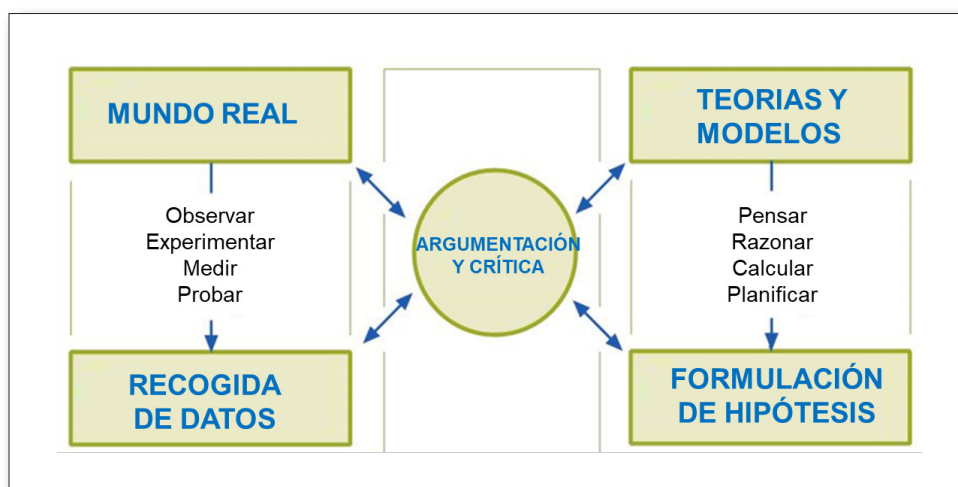 MUNDO REAL
TEORIAS Y
MODELOS
Observar
Experimentar
Medir
Probar
ARGUMENTACIÓN
Y CRÍTICA
Pensar
Razonar
Calcular
Planificar
RECOGIDA
DE DATOS
FORMULACIÓN
DE HIPÓTESIS